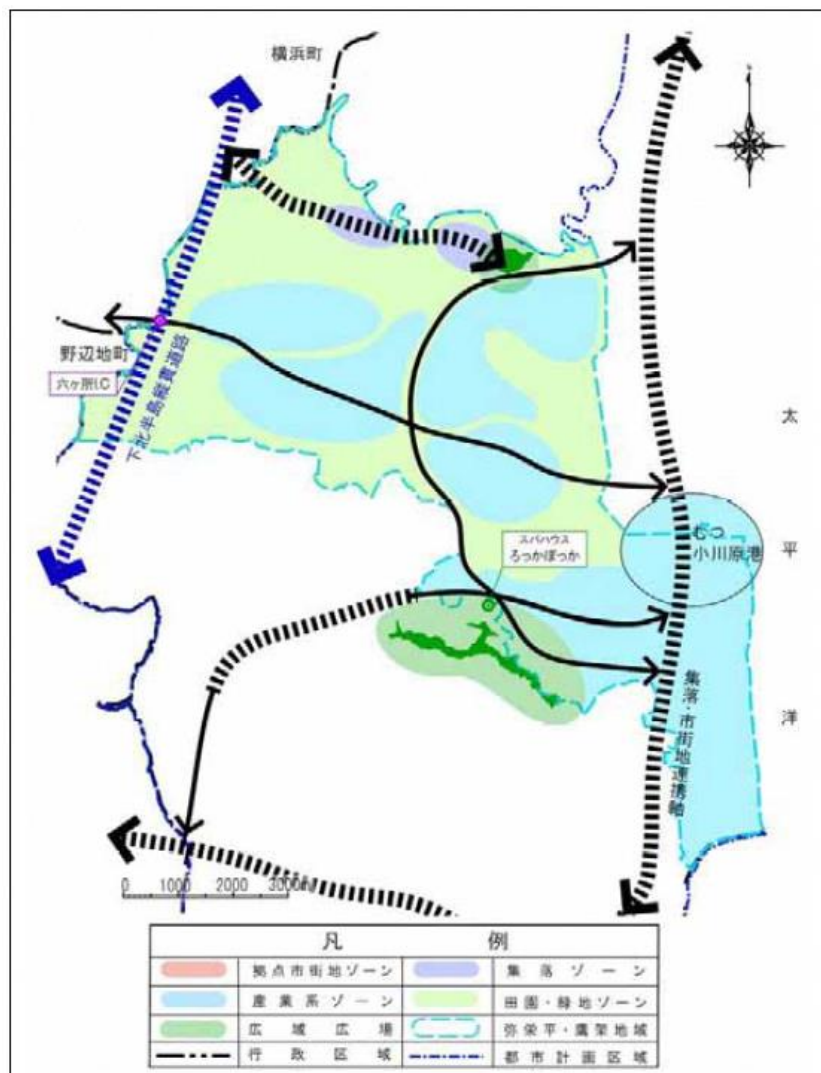 横浜町
野辺地町
六ヶ所I.C
下北半島縦貫道路
スパハウス
ろっかぽっか
むつ
小川原港
太平洋
集落・市街地連携軸
0 1000 2000 3000m
凡 例
拠点市街地ゾーン 集落ゾーン
産業系ゾーン 田園・緑地ゾーン
広域広場 弥栄平・鷹架地域
行政区域 都市計画区域